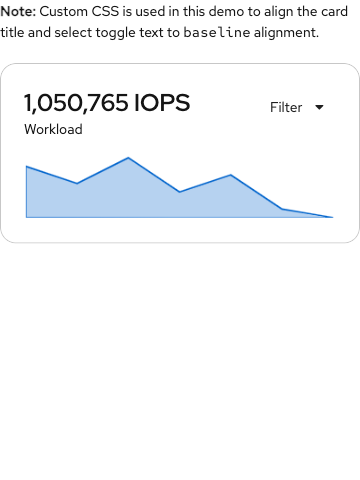 Note: Custom CSS is used in this demo to align the card
title and select toggle text to baseline alignment.
1,050,765 IOPS
Filter
Workload